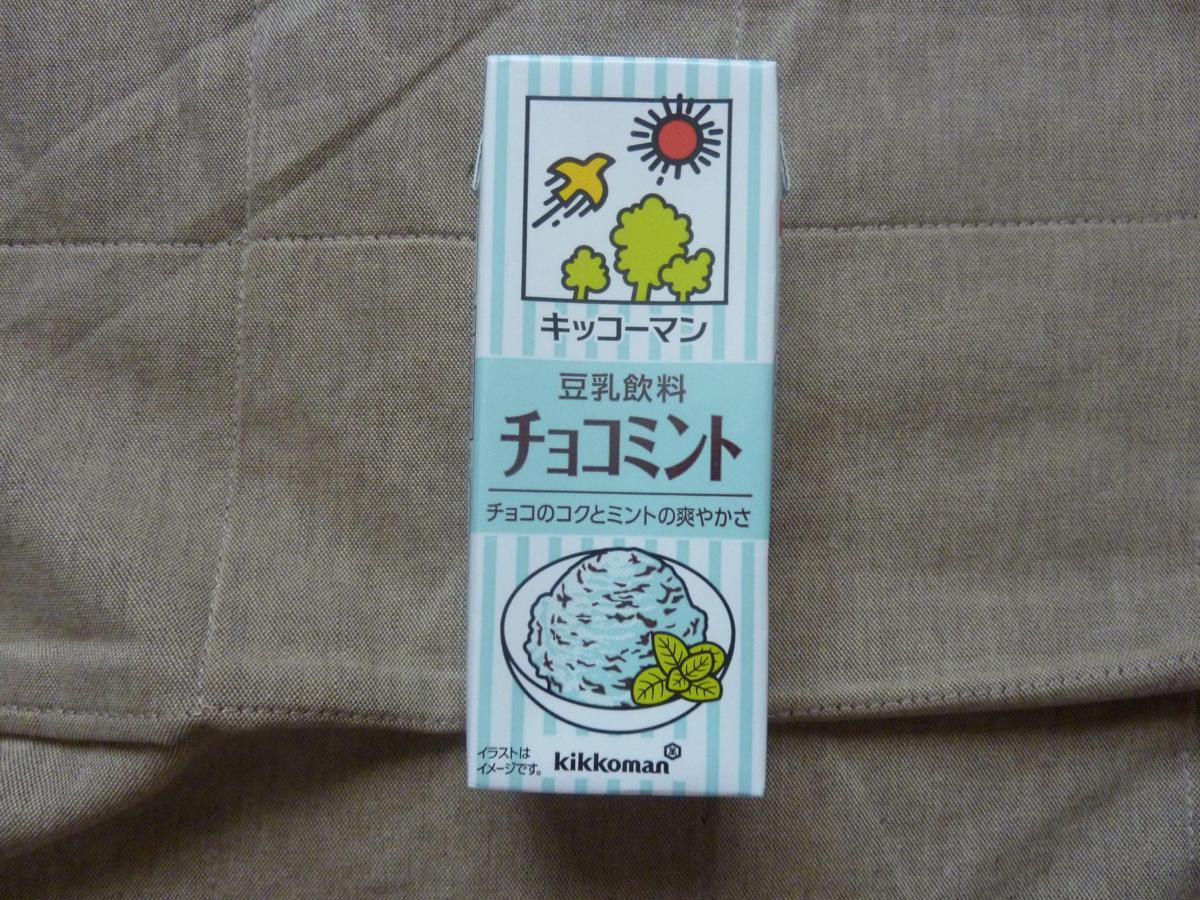 キッコーマン
豆乳飲料
チョコミント
チョコのコクとミントの爽やかさ
イラストは
イメージです。
kikkoman